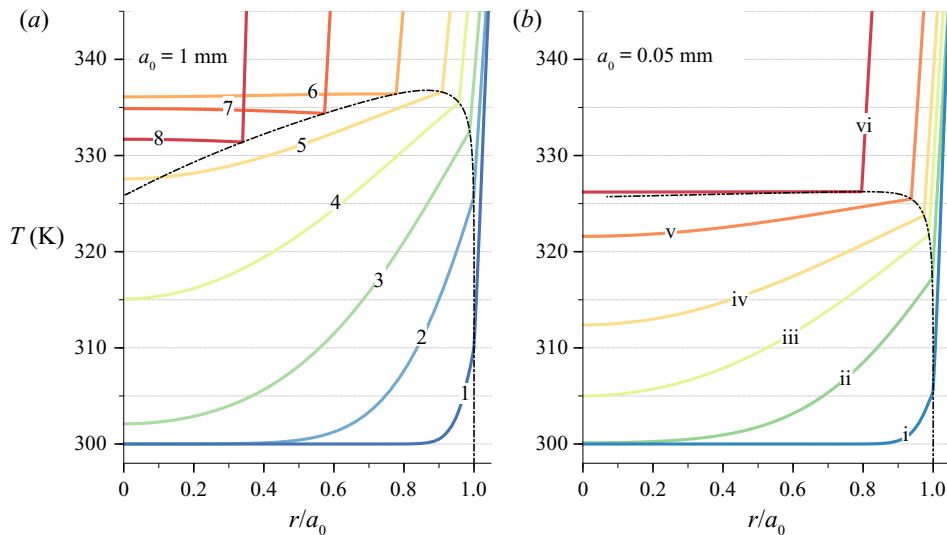 (a)
a₀ = 1 mm
T (K)
340
330
320
310
300
0
0.2
0.4
0.6
0.8
1.0
r/a₀
1
2
3
4
5
6
7
8
(b)
a₀ = 0.05 mm
340
330
320
310
300
0
0.2
0.4
0.6
0.8
1.0
r/a₀
i
ii
iii
iv
v
vi